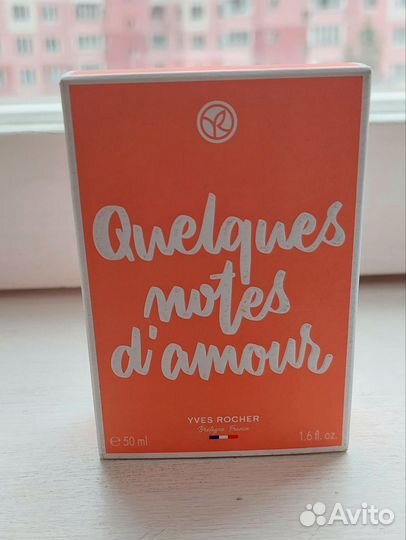 Quelques
notes
d'amour
YVES ROCHER
Bretagne France
℮ 50 ml 1.6 fl. oz.
Avito